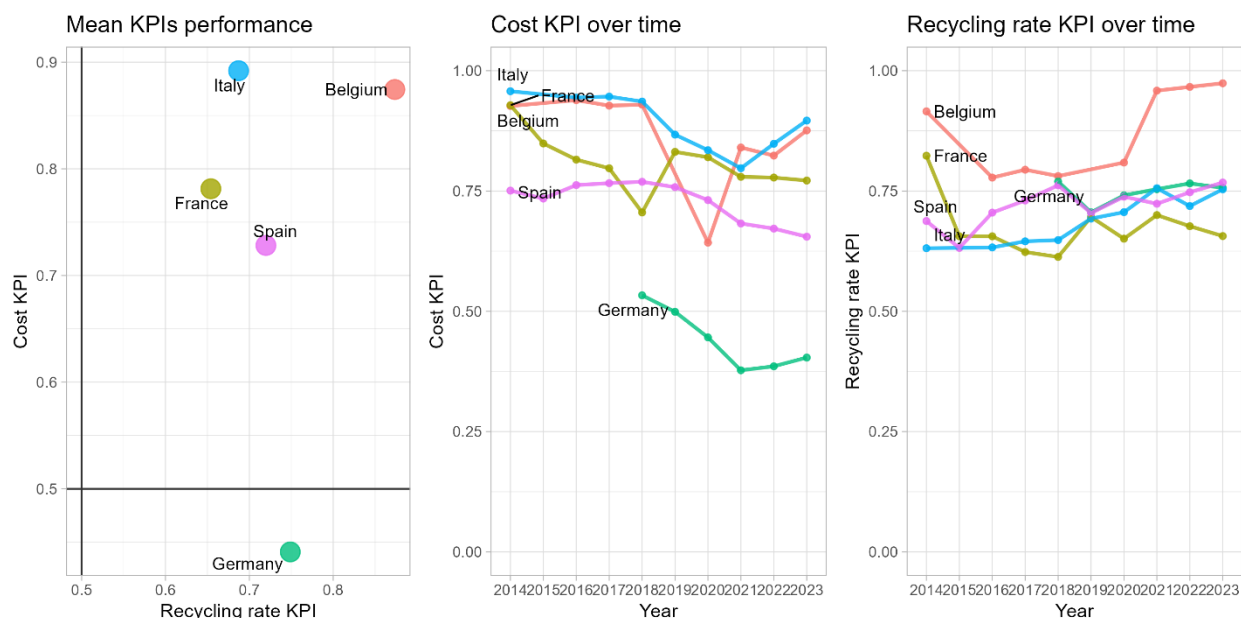 Mean KPIs performance
Cost KPI
0.9
0.8
0.7
0.6
0.5
Italy
Belgium
France
Spain
Germany
0.5 0.6 0.7 0.8
Recycling rate KPI
Cost KPI over time
Cost KPI
1.00
0.75
0.50
0.25
0.00
Italy
France
Belgium
Spain
Germany
2014 2015 2016 2017 2018 2019 2020 2021 2022 2023
Year
Recycling rate KPI over time
Recycling rate KPI
1.00
0.75
0.50
0.25
0.00
Belgium
France
Germany
Spain
Italy
2014 2015 2016 2017 2018 2019 2020 2021 2022 2023
Year